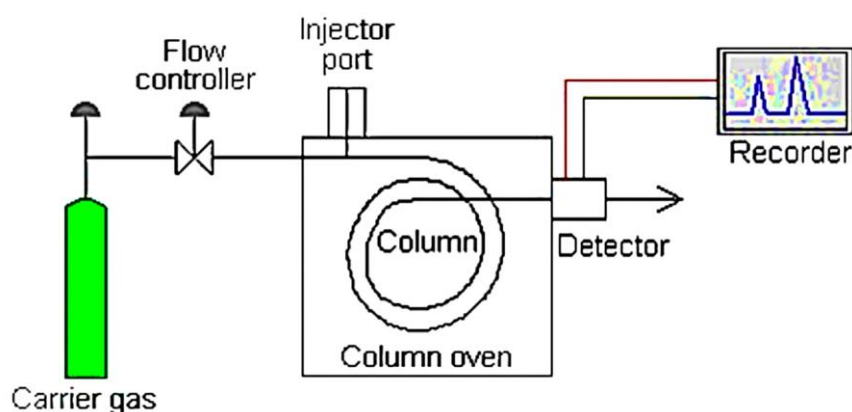 Injector
port
Flow
controller
Recorder
Column
Detector
Column oven
Carrier gas